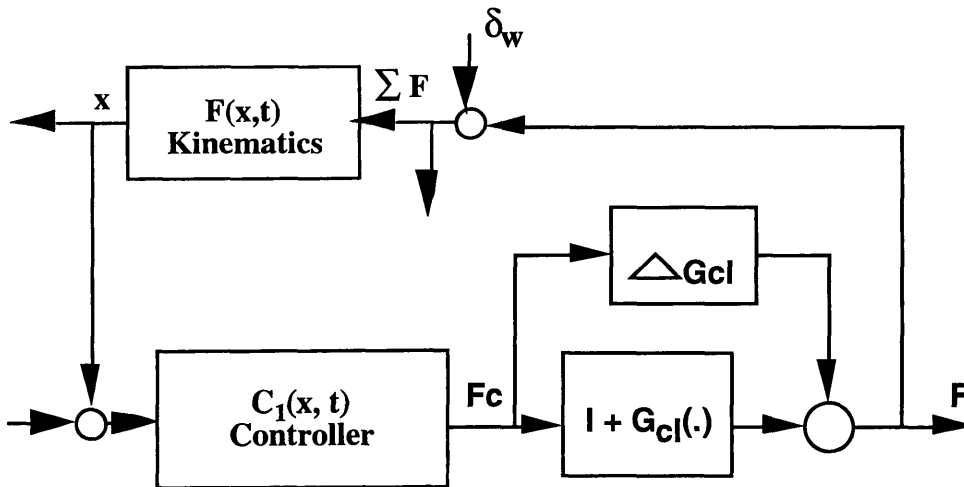 δw
x
∑ F
F(x,t)
Kinematics
△Gcl
C1(x, t)
Controller
Fc
I + Gcl(.)
F